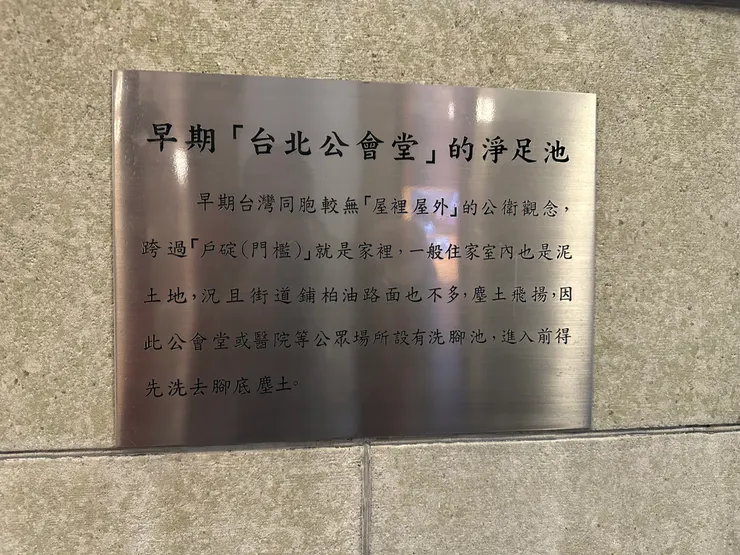 早期「台北公會堂」的淨足池
早期台灣同胞較無「屋裡屋外」的公衛觀念，
跨過「戶碇(門檻)」就是家裡，一般住家室內也是泥
土地，況且街道鋪柏油路面也不多，塵土飛揚，因
此公會堂或醫院等公眾場所設有洗腳池，進入前得
先洗去腳底塵土。